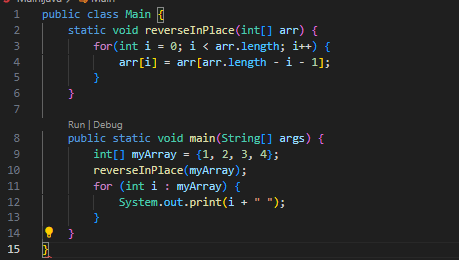 Main
1 public class Main {
2 static void reverseInPlace(int[] arr) {
3 for(int i = 0; i < arr.length; i++) {
4 arr[i] = arr[arr.length - i - 1];
5 }
6 }
7
Run | Debug
8 public static void main(String[] args) {
9 int[] myArray = {1, 2, 3, 4};
10 reverseInPlace(myArray);
11 for (int i : myArray) {
12 System.out.print(i + " ");
13 }
14 }
15 }